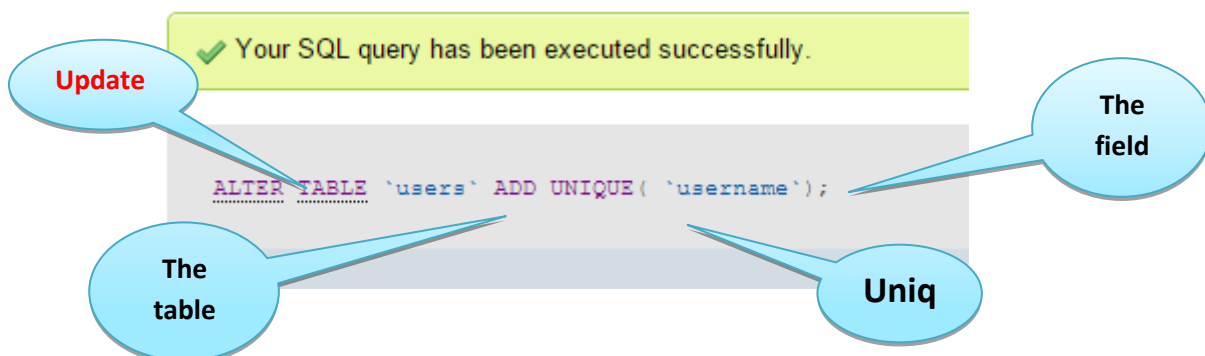 Your SQL query has been executed successfully.
Update
The
field
ALTER TABLE `users` ADD UNIQUE( `username`);
The
table
Uniq